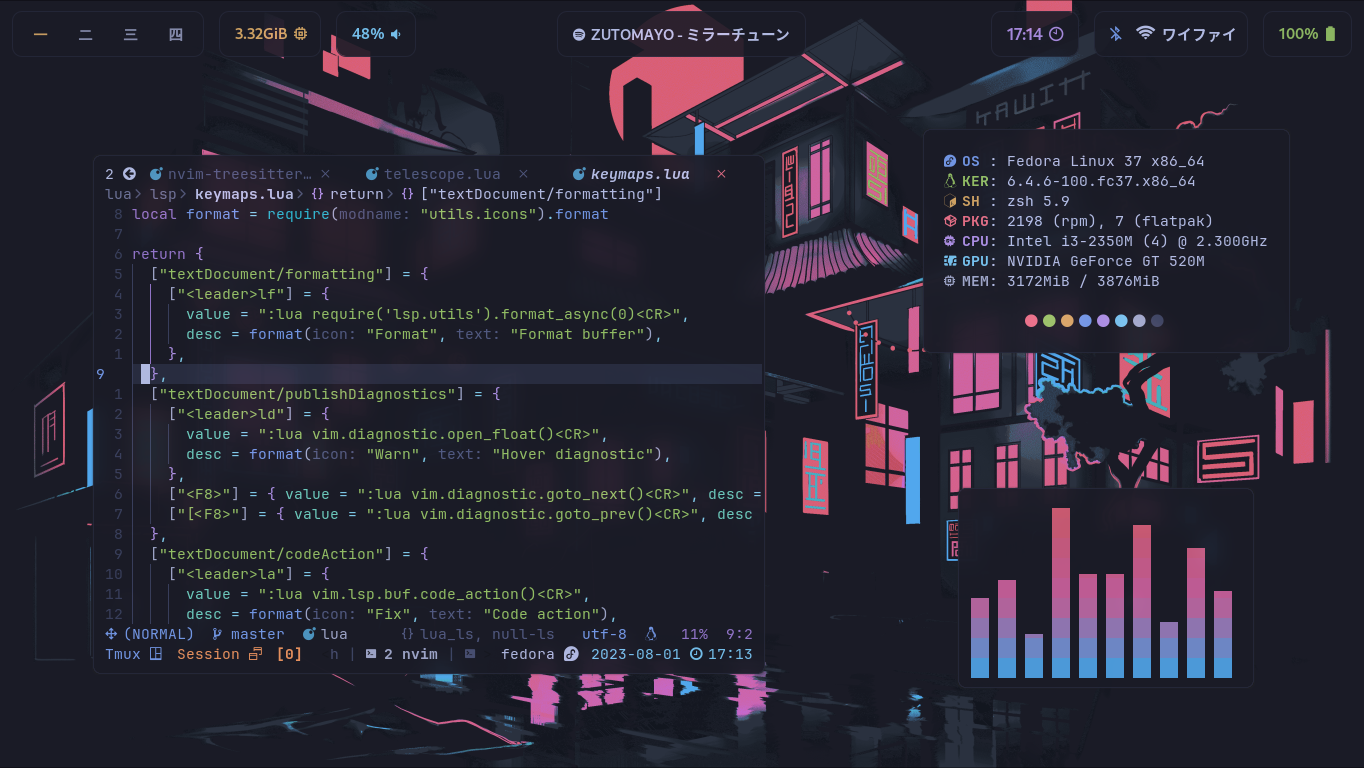 一 二 三 四
3.32GiB
48%
ZUTOMAYO - ミラーチューン
17:14
ワイファイ
100%
KAWITT
2 nvim-treesitter… × telescope.lua × keymaps.lua ×
lua > lsp > keymaps.lua > {} return > {} ["textDocument/formatting"]
8 local format = require(modname: "utils.icons").format
7
6 return {
5 ["textDocument/formatting"] = {
4 ["<leader>lf"] = {
3 value = ":lua require('lsp.utils').format_async(0)<CR>",
2 desc = format(icon: "Format", text: "Format buffer"),
1 },
9 },
1 ["textDocument/publishDiagnostics"] = {
2 ["<leader>ld"] = {
3 value = ":lua vim.diagnostic.open_float()<CR>",
4 desc = format(icon: "Warn", text: "Hover diagnostic"),
5 },
6 ["<F8>"] = { value = ":lua vim.diagnostic.goto_next()<CR>", desc =
7 ["[<F8>"] = { value = ":lua vim.diagnostic.goto_prev()<CR>", desc
8 },
9 ["textDocument/codeAction"] = {
10 ["<leader>la"] = {
11 value = ":lua vim.lsp.buf.code_action()<CR>",
12 desc = format(icon: "Fix", text: "Code action"),
(NORMAL) master lua {} lua_ls, null-ls utf-8 11% 9:2
Tmux Session [0] h | 2 nvim | fedora 2023-08-01 17:13
OS : Fedora Linux 37 x86_64
KER: 6.4.6-100.fc37.x86_64
SH : zsh 5.9
PKG: 2198 (rpm), 7 (flatpak)
CPU: Intel i3-2350M (4) @ 2.300GHz
GPU: NVIDIA GeForce GT 520M
MEM: 3172MiB / 3876MiB